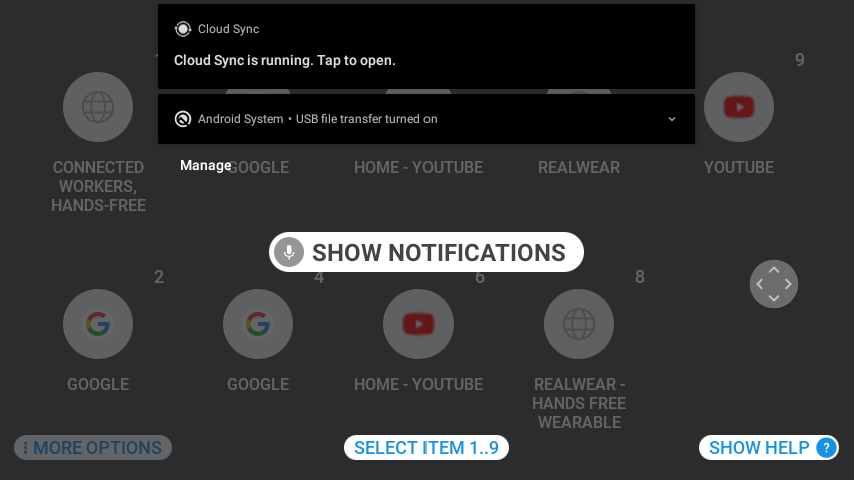 Cloud Sync
Cloud Sync is running. Tap to open.
Android System • USB file transfer turned on
Manage
9
CONNECTED
WORKERS,
HANDS-FREE
GOOGLE
HOME - YOUTUBE
REALWEAR
YOUTUBE
SHOW NOTIFICATIONS
2
4
6
8
GOOGLE
GOOGLE
HOME - YOUTUBE
REALWEAR -
HANDS FREE
WEARABLE
MORE OPTIONS
SELECT ITEM 1..9
SHOW HELP ?